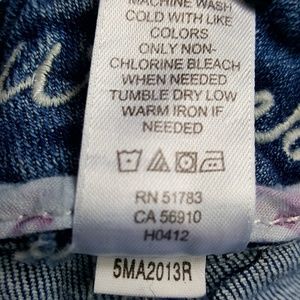 MACHINE WASH
COLD WITH LIKE
COLORS
ONLY NON-
CHLORINE BLEACH
WHEN NEEDED
TUMBLE DRY LOW
WARM IRON IF
NEEDED
RN 51783
CA 56910
H0412
5MA2013R